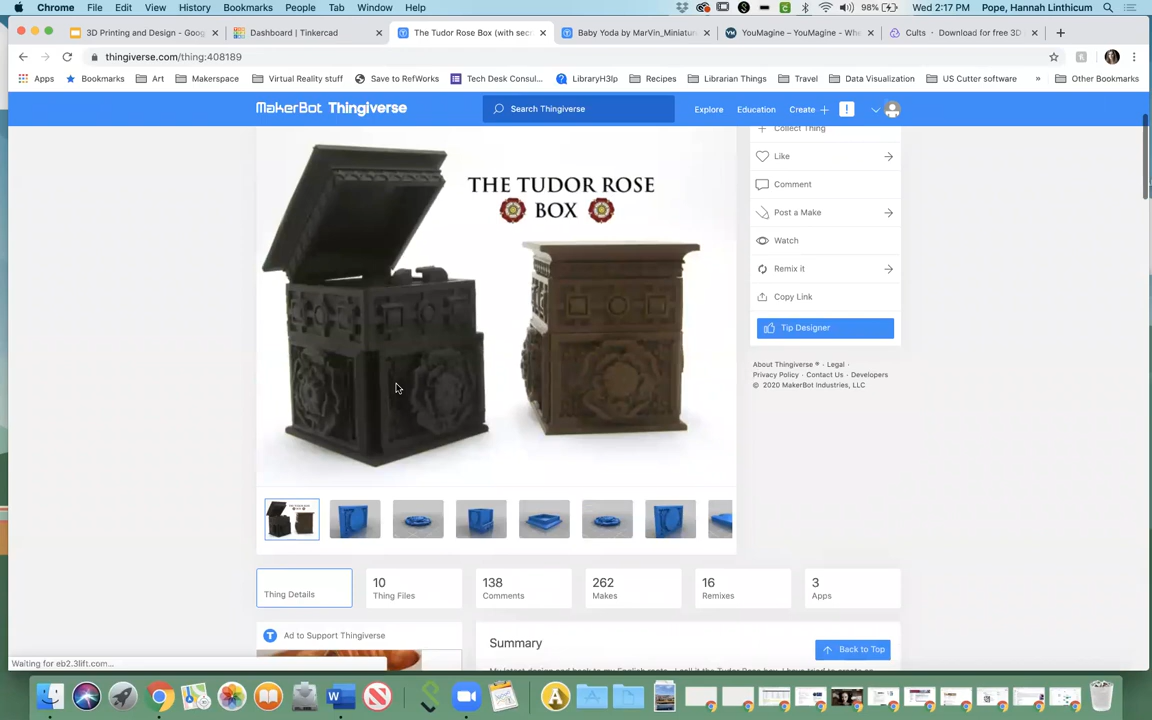 Chrome File Edit View History Bookmarks People Tab Window Help 98% Wed 2:17 PM Pope, Hannah Linthicum
3D Printing and Design - Goog Dashboard | Tinkercad The Tudor Rose Box (with sec Baby Yoda by MarVin_Miniatur YouMagine – YouMagine - Whe Cults · Download for free 3D
thingiverse.com/thing:408189
Apps Bookmarks Art Makerspace Virtual Reality stuff Save to RefWorks Tech Desk Consul... LibraryH3lp Recipes Librarian Things Travel Data Visualization US Cutter software » Other Bookmarks
MakerBot Thingiverse Search Thingiverse Explore Education Create
Collect Thing
Like
Comment
Post a Make
Watch
Remix it
Copy Link
Tip Designer
About Thingiverse ® · Legal ·
Privacy Policy · Contact Us · Developers
© 2020 MakerBot Industries, LLC
THE TUDOR ROSE
BOX
Thing Details
10
Thing Files
138
Comments
262
Makes
16
Remixes
3
Apps
Ad to Support Thingiverse
Summary
Back to Top
Waiting for eb2.3lift.com...